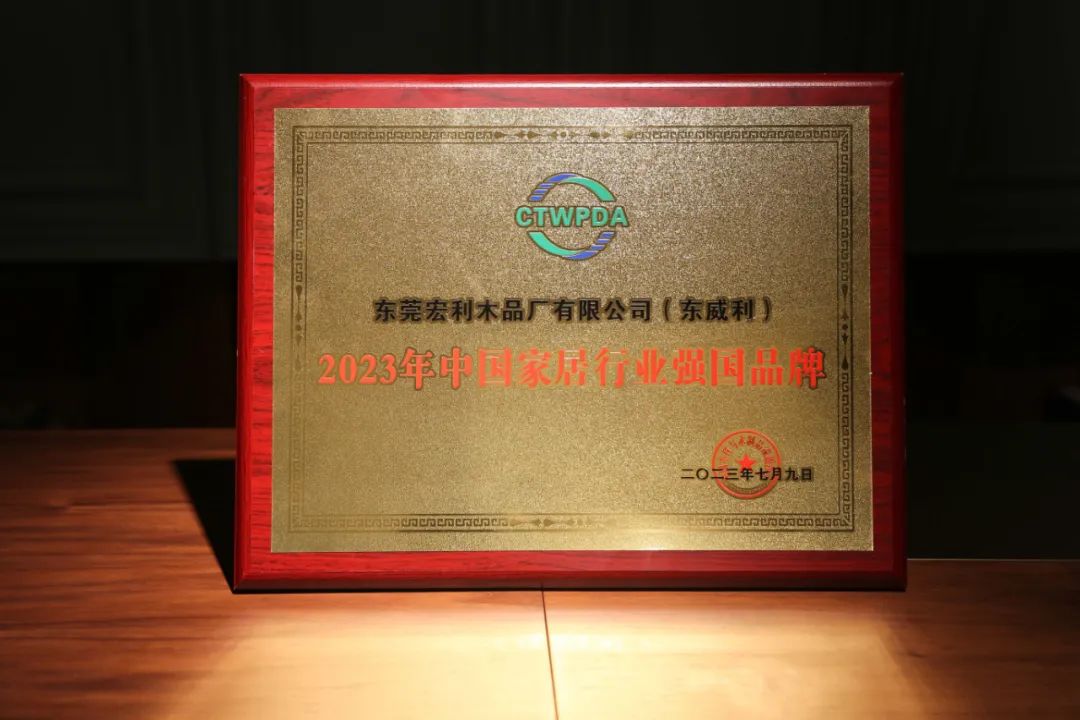 CTWPDA
东莞宏利木品厂有限公司（东威利）
2023年中国家居行业强国品牌
二〇二三年七月九日